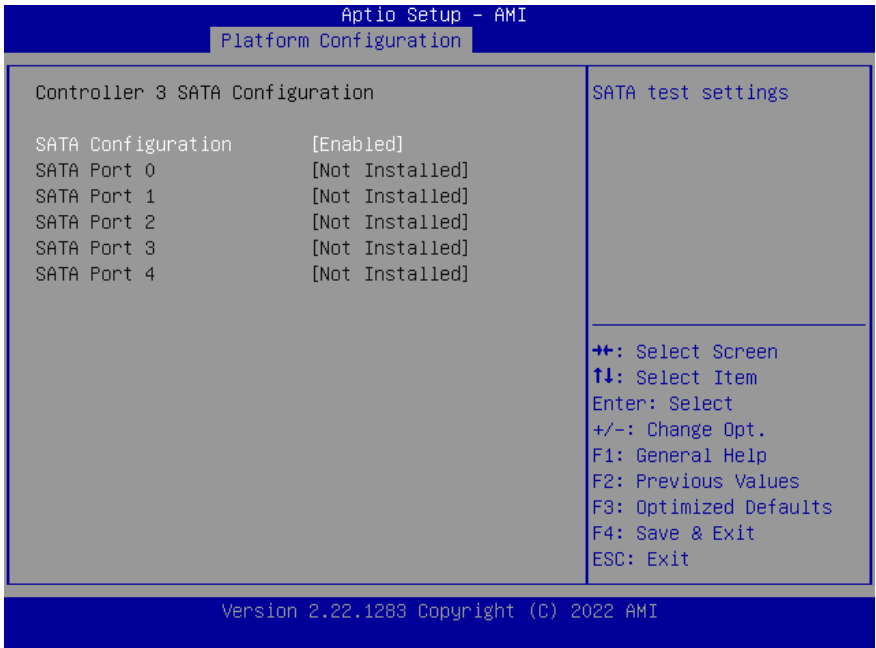 Aptio Setup – AMI
Platform Configuration
Controller 3 SATA Configuration
SATA Configuration [Enabled]
SATA Port 0 [Not Installed]
SATA Port 1 [Not Installed]
SATA Port 2 [Not Installed]
SATA Port 3 [Not Installed]
SATA Port 4 [Not Installed]
SATA test settings
→←: Select Screen
↑↓: Select Item
Enter: Select
+/-: Change Opt.
F1: General Help
F2: Previous Values
F3: Optimized Defaults
F4: Save & Exit
ESC: Exit
Version 2.22.1283 Copyright (C) 2022 AMI